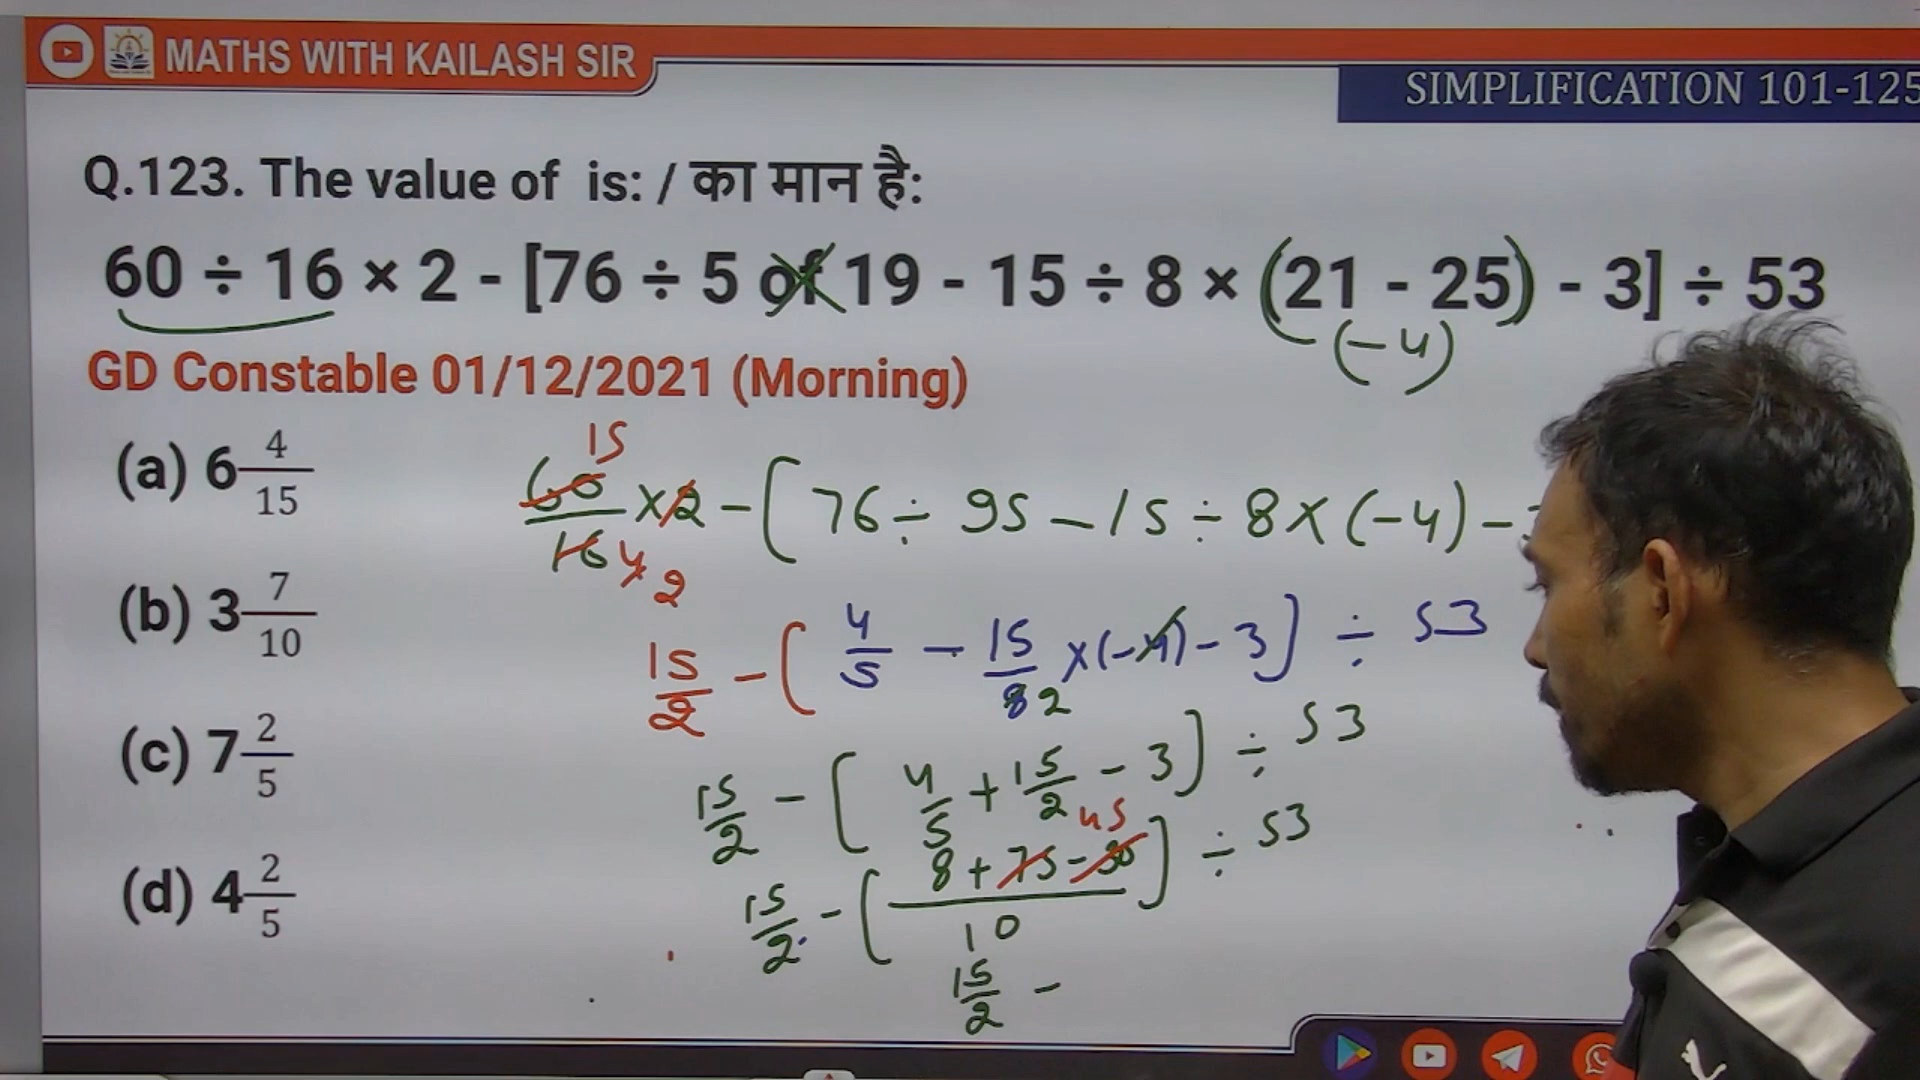 MATHS WITH KAILASH SIR
SIMPLIFICATION 101-125
Q.123. The value of is: / का मान है:
60 ÷ 16 × 2 - [76 ÷ 5 of 19 - 15 ÷ 8 × (21 - 25) - 3] ÷ 53
(-4)
GD Constable 01/12/2021 (Morning)
(a) 6 4/15
(b) 3 7/10
(c) 7 2/5
(d) 4 2/5
15
60/16 × 2 - [76 ÷ 95 - 15 ÷ 8 × (-4) -
4 2
15/2 - [4/5 - 15/8 × (-4) - 3] ÷ 53
2
15/2 - [4/5 + 15/2 - 3] ÷ 53
45
15/2 - [8 + 75 - 30/10] ÷ 53
15/2 -